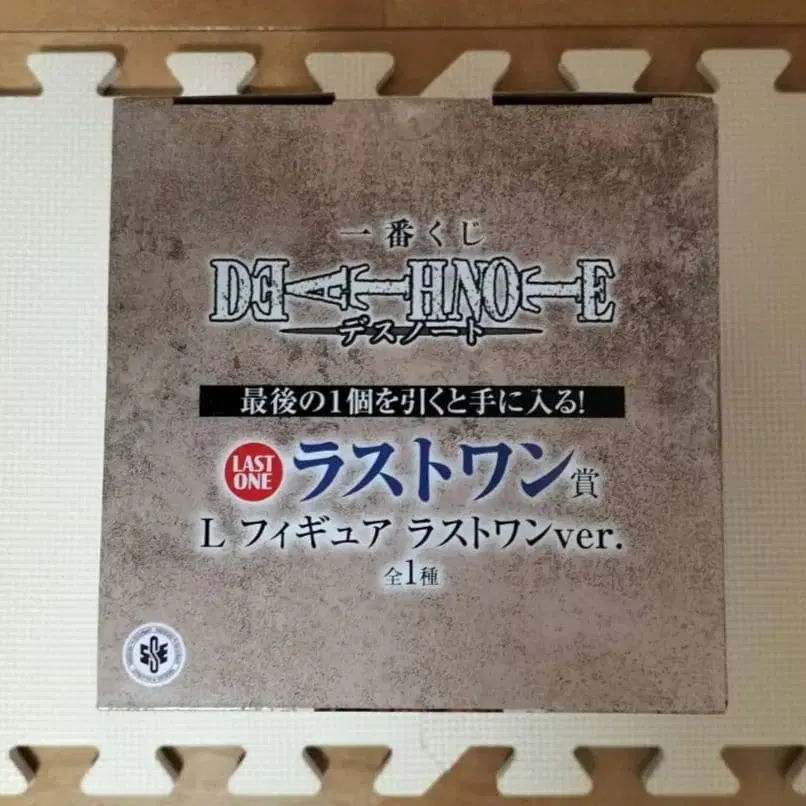 一番くじ
DEATHNOTE
デスノート
最後の1個を引くと手に入る!
LAST ONE ラストワン賞
L フィギュア ラストワンver.
全1種